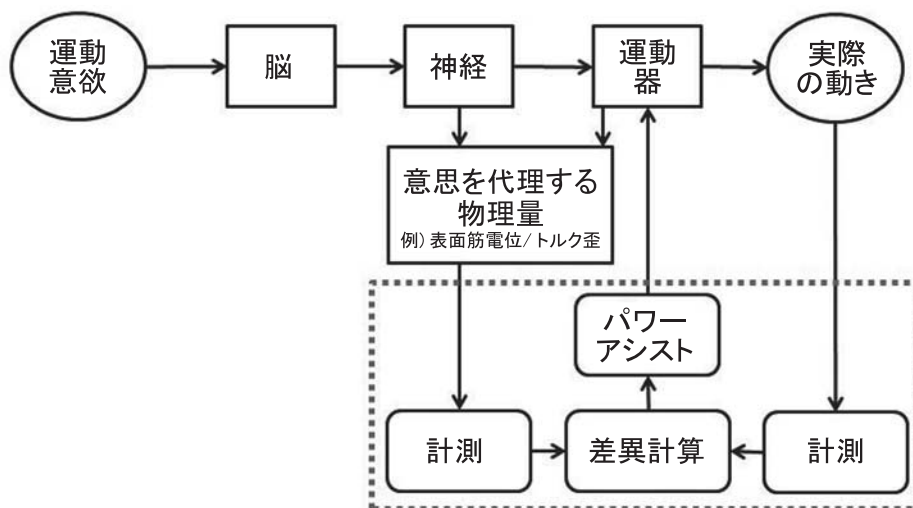 運動
意欲
脳
神経
運動
器
実際
の動き
意思を代理する
物理量
例）表面筋電位/トルク歪
パワー
アシスト
計測
差異計算
計測